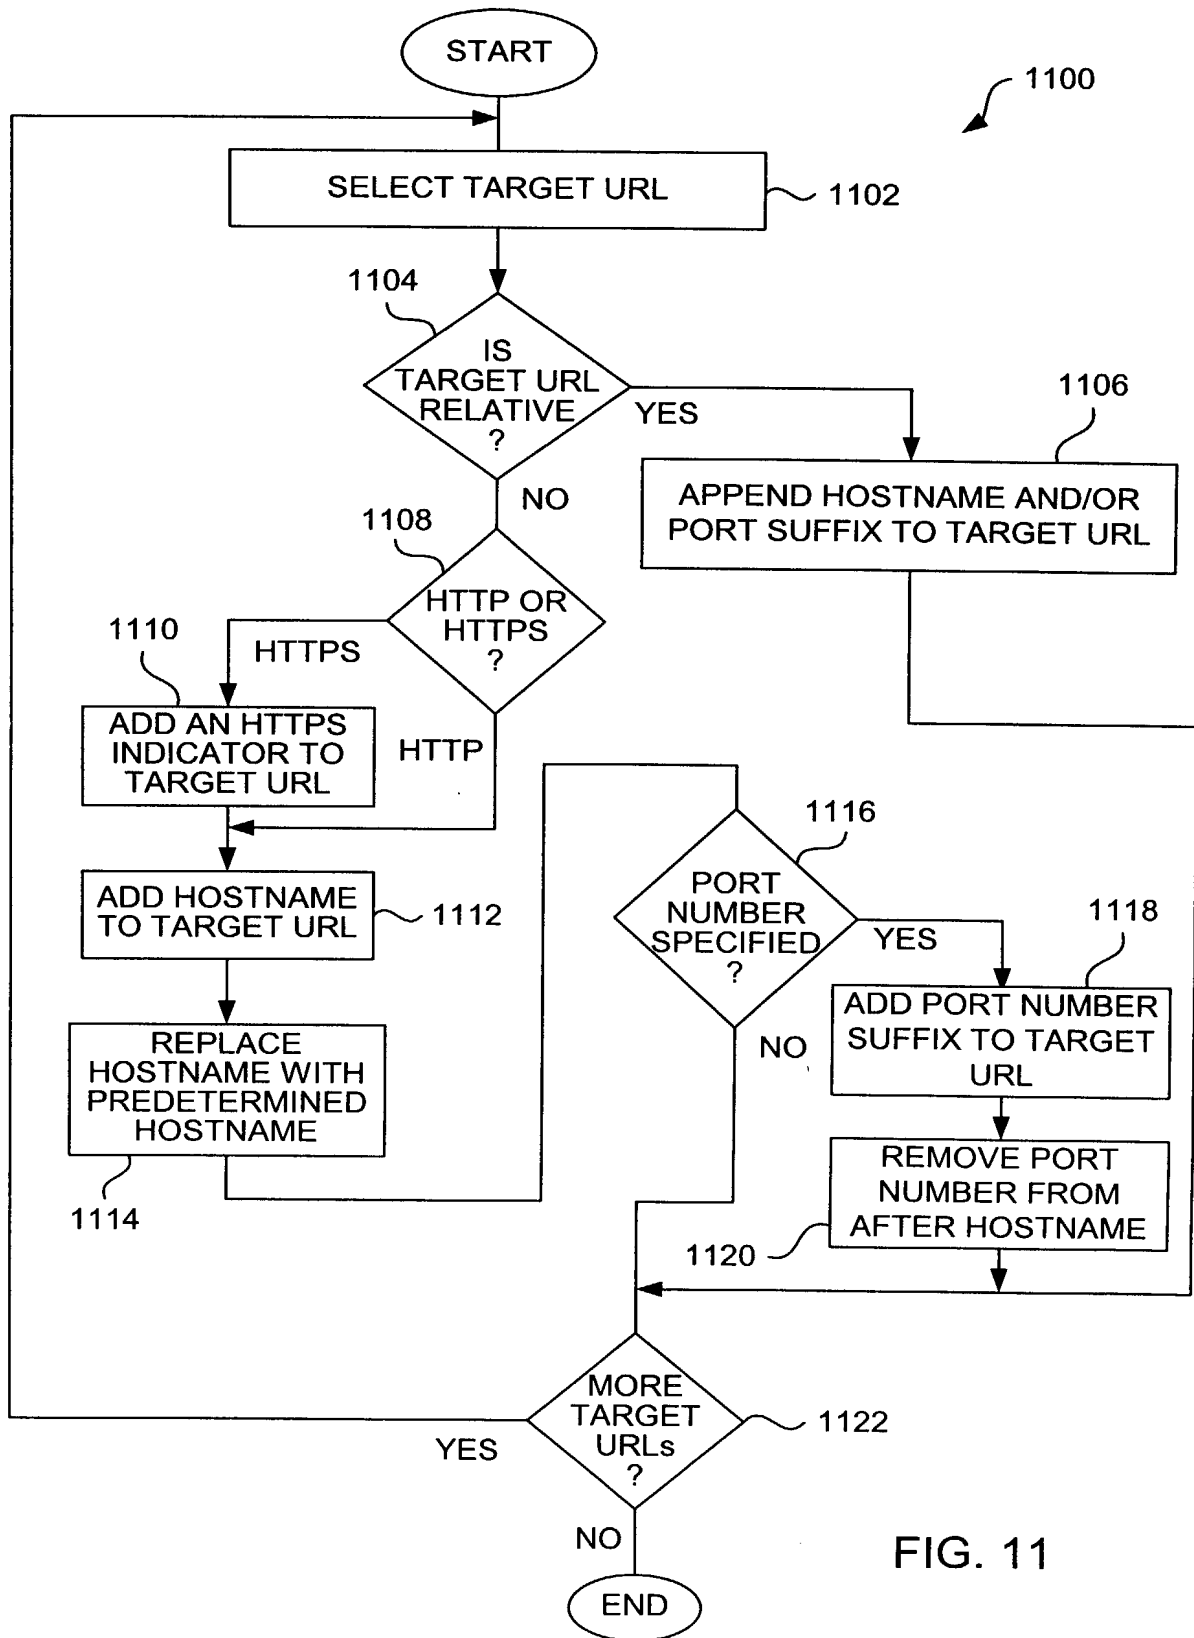 START
1100
SELECT TARGET URL
1102
1104
IS
TARGET URL
RELATIVE
?
YES
1106
APPEND HOSTNAME AND/OR
PORT SUFFIX TO TARGET URL
NO
1108
HTTP OR
HTTPS
?
HTTPS
1110
ADD AN HTTPS
INDICATOR TO
TARGET URL
HTTP
ADD HOSTNAME
TO TARGET URL
1112
REPLACE
HOSTNAME WITH
PREDETERMINED
HOSTNAME
1114
1116
PORT
NUMBER
SPECIFIED
?
YES
1118
ADD PORT NUMBER
SUFFIX TO TARGET
URL
NO
REMOVE PORT
NUMBER FROM
AFTER HOSTNAME
1120
MORE
TARGET
URLs
?
1122
YES
NO
END
FIG. 11